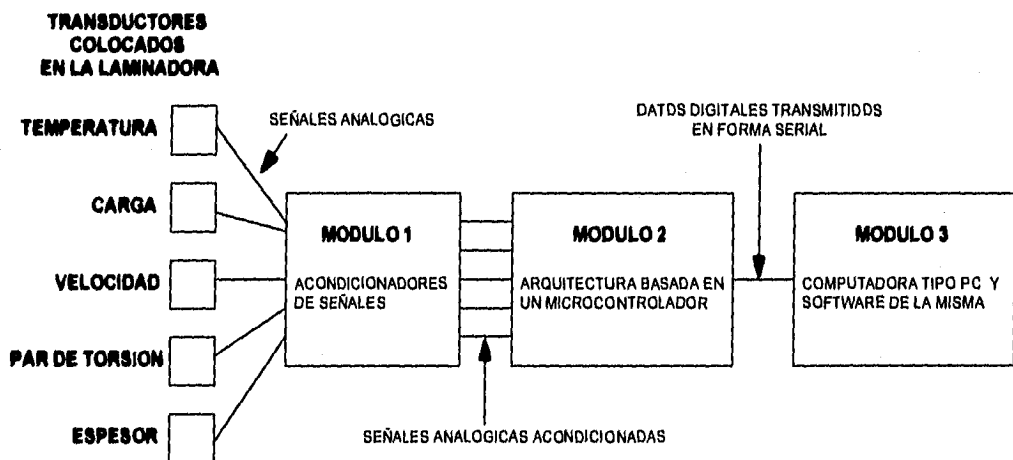 TRANSDUCTORES
COLOCADOS
EN LA LAMINADORA
TEMPERATURA
CARGA
VELOCIDAD
PAR DE TORSION
ESPESOR
SEÑALES ANALOGICAS
MODULO 1
ACONDICIONADORES
DE SEÑALES
SEÑALES ANALOGICAS ACONDICIONADAS
MODULO 2
ARQUITECTURA BASADA EN
UN MICROCONTROLADOR
DATOS DIGITALES TRANSMITIDOS
EN FORMA SERIAL
MODULO 3
COMPUTADORA TIPO PC Y
SOFTWARE DE LA MISMA